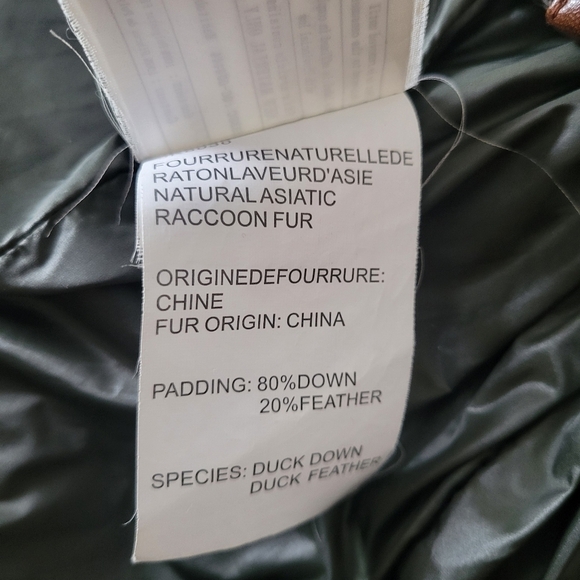 FOURRURENATURELLEDE
RATONLAVEURD'ASIE
NATURAL ASIATIC
RACCOON FUR
ORIGINEDEFOURRURE:
CHINE
FUR ORIGIN: CHINA
PADDING: 80%DOWN
20%FEATHER
SPECIES: DUCK DOWN
DUCK FEATHER